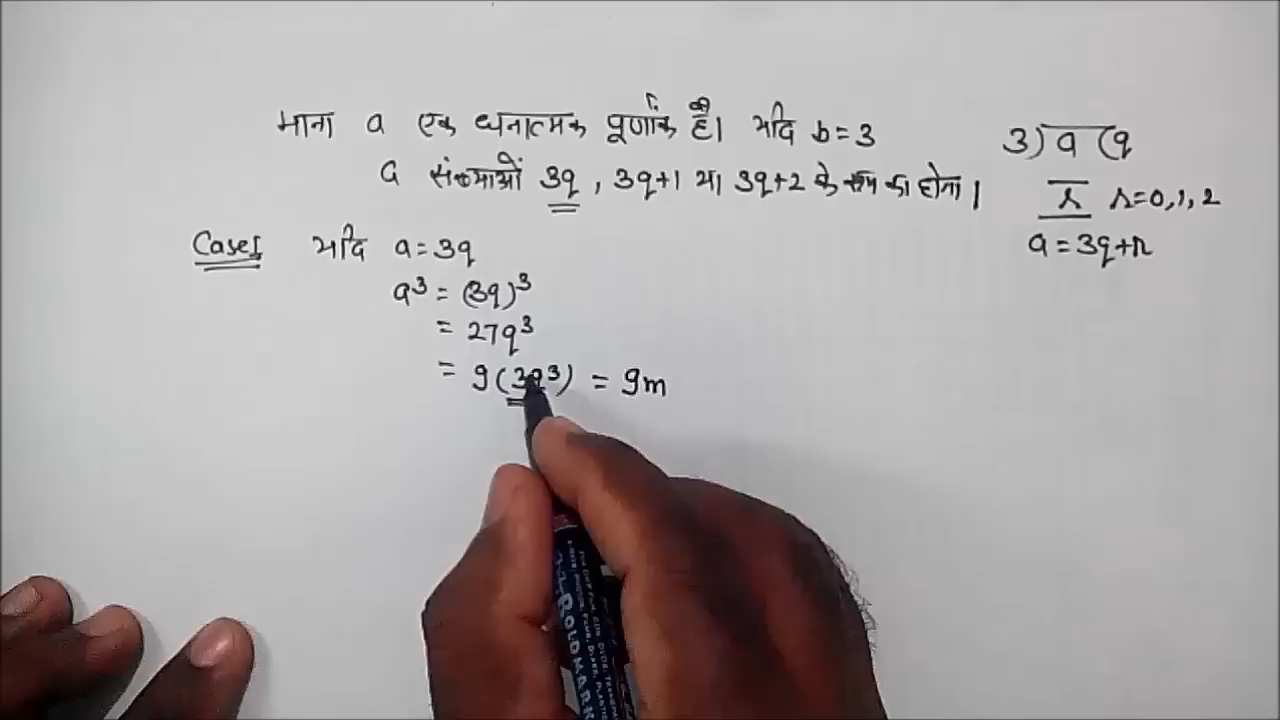 माना a एक धनात्मक पूर्णांक है। यदि b=3
a संख्याओं 3q, 3q+1 या 3q+2 के रूप का होगा।
3) a (q
r r=0,1,2
a=3q+r
Case I यदि a=3q
a³ = (3q)³
= 27q³
= 9(3q³) = 9m
ROLDMARK